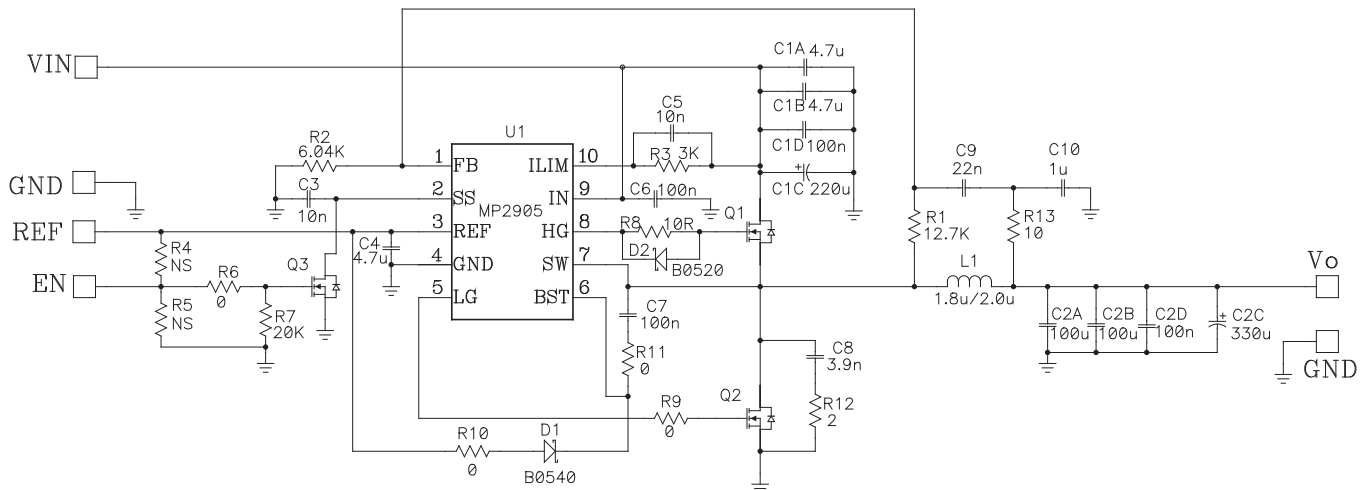 VIN
GND
REF
EN
R2
6.04K
C3
10n
R4
NS
R5
NS
R6
0
R7
20K
Q3
C4
4.7u
U1
MP2905
1
FB
2
SS
3
REF
4
GND
5
LG
ILIM
10
IN
9
HG
8
SW
7
BST
6
C5
10n
R3 3K
C6 100n
R8 10R
D2
B0520
C7
100n
R11
0
R10
0
D1
B0540
R9
0
C1A 4.7u
C1B 4.7u
C1D 100n
+
C1C 220u
Q1
Q2
C8
3.9n
R12
2
C9
22n
C10
1u
R1
12.7K
R13
10
L1
1.8u/2.0u
C2A
100u
C2B
100u
C2D
100n
+
C2C
330u
Vo
GND